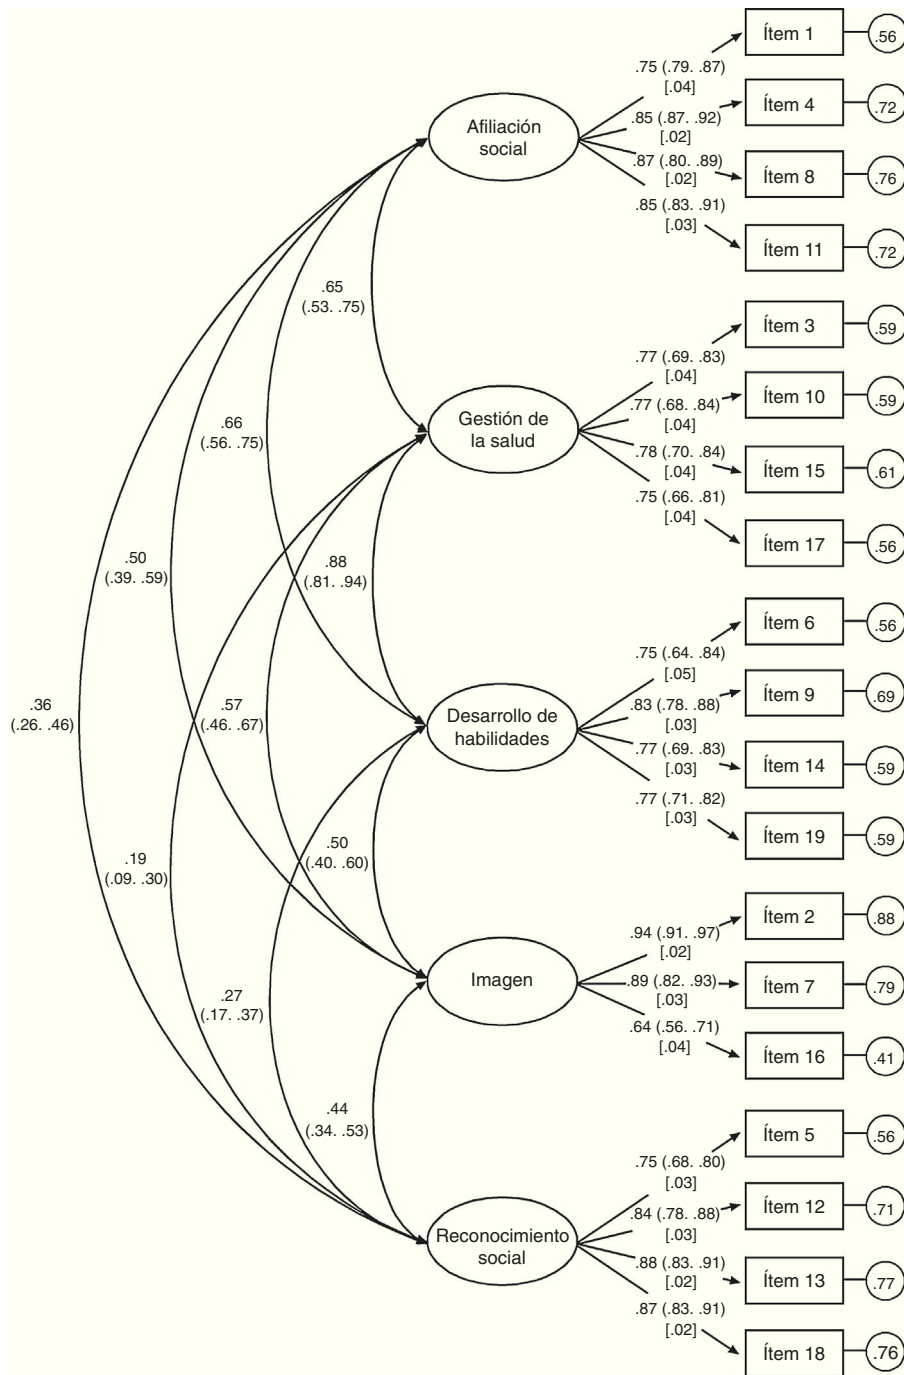 Ítem 1
.56
.75 (.79. .87)
[.04]
Ítem 4
.72
.85 (.87. .92)
[.02]
Afiliación
social
Ítem 8
.76
.87 (.80. .89)
[.02]
.85 (.83. .91)
[.03]
Ítem 11
.72
.65
(.53. .75)
Ítem 3
.59
.77 (.69. .83)
[.04]
Ítem 10
.59
.77 (.68. .84)
[.04]
Gestión de
la salud
.66
(.56. .75)
Ítem 15
.61
.78 (.70. .84)
[.04]
.75 (.66. .81)
[.04]
Ítem 17
.56
.50
(.39. .59)
.88
(.81. .94)
Ítem 6
.56
.75 (.64. .84)
[.05]
Ítem 9
.69
.83 (.78. .88)
[.03]
.36
(.26. .46)
.57
(.46. .67)
Desarrollo de
habilidades
Ítem 14
.59
.77 (.69. .83)
[.03]
.77 (.71. .82)
[.03]
Ítem 19
.59
.19
(.09. .30)
.50
(.40. .60)
Ítem 2
.88
.94 (.91. .97)
[.02]
Imagen
Ítem 7
.79
.89 (.82. .93)
[.03]
.27
(.17. .37)
.64 (.56. .71)
[.04]
Ítem 16
.41
.44
(.34. .53)
Ítem 5
.56
.75 (.68. .80)
[.03]
Ítem 12
.71
.84 (.78. .88)
[.03]
Reconocimiento
social
.88 (.83. .91)
[.02]
Ítem 13
.77
.87 (.83. .91)
[.02]
Ítem 18
.76